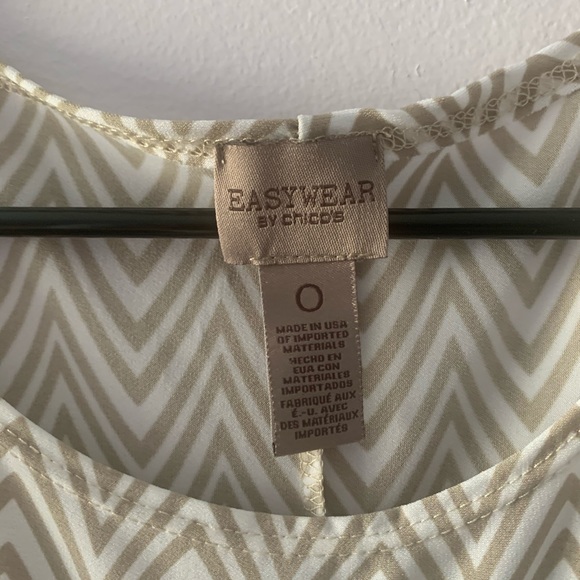 EASYWEAR
BY chico's
0
MADE IN USA
OF IMPORTED
MATERIALS
HECHO EN
EUA CON
MATERIALES
IMPORTADOS
FABRIQUÉ AUX
É.-U. AVEC
DES MATÉRIAUX
IMPORTÉS